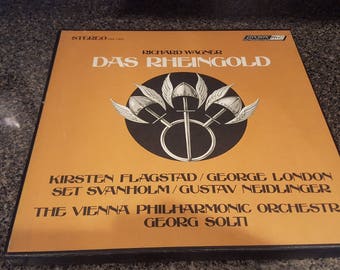 STEREO
LONDON
RICHARD WAGNER
DAS RHEINGOLD
KIRSTEN FLAGSTAD/GEORGE LONDON
SET SVANHOLM/GUSTAV NEIDLINGER
THE VIENNA PHILHARMONIC ORCHESTRA
GEORG SOLTI